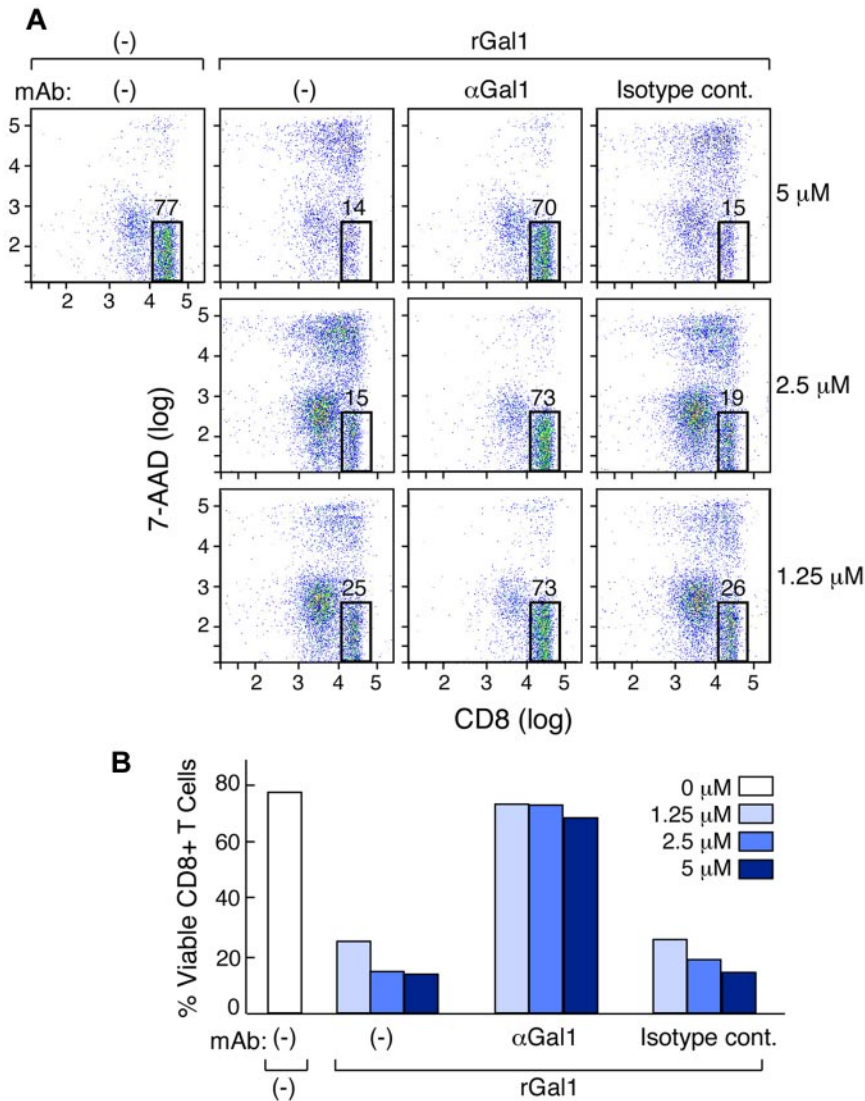 A
(-) rGal1
mAb: (-) (-) αGal1 Isotype cont.
5 4 3 2
77 14 70 15
5 μM
2 3 4 5
5 4 3 2
15 73 19
2.5 μM
5 4 3 2
25 73 26
1.25 μM
2 3 4 5 2 3 4 5 2 3 4 5
7-AAD (log)
CD8 (log)
B
% Viable CD8+ T Cells
80
60
40
20
0
0 μM
1.25 μM
2.5 μM
5 μM
mAb: (-) (-) αGal1 Isotype cont.
(-) rGal1